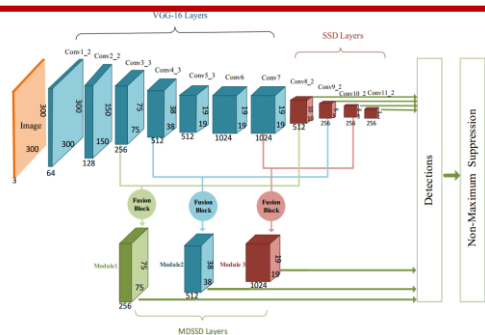 VGG-16 Layers
SSD Layers
Conv1_2
Conv2_2
Conv3_3
Conv4_3
Conv5_3
Conv6
Conv7
Conv8_2
Conv9_2
Conv10_2
Conv11_2
Image
300
300
3
300
300
64
150
150
128
75
75
256
38
38
512
19
19
512
19
19
1024
19
19
1024
512
256
256
256
Fusion
Block
Fusion
Block
Fusion
Block
Module1
75
75
256
Module2
38
38
512
Module 3
19
19
1024
MDSSD Layers
Detections
Non-Maximum Suppression